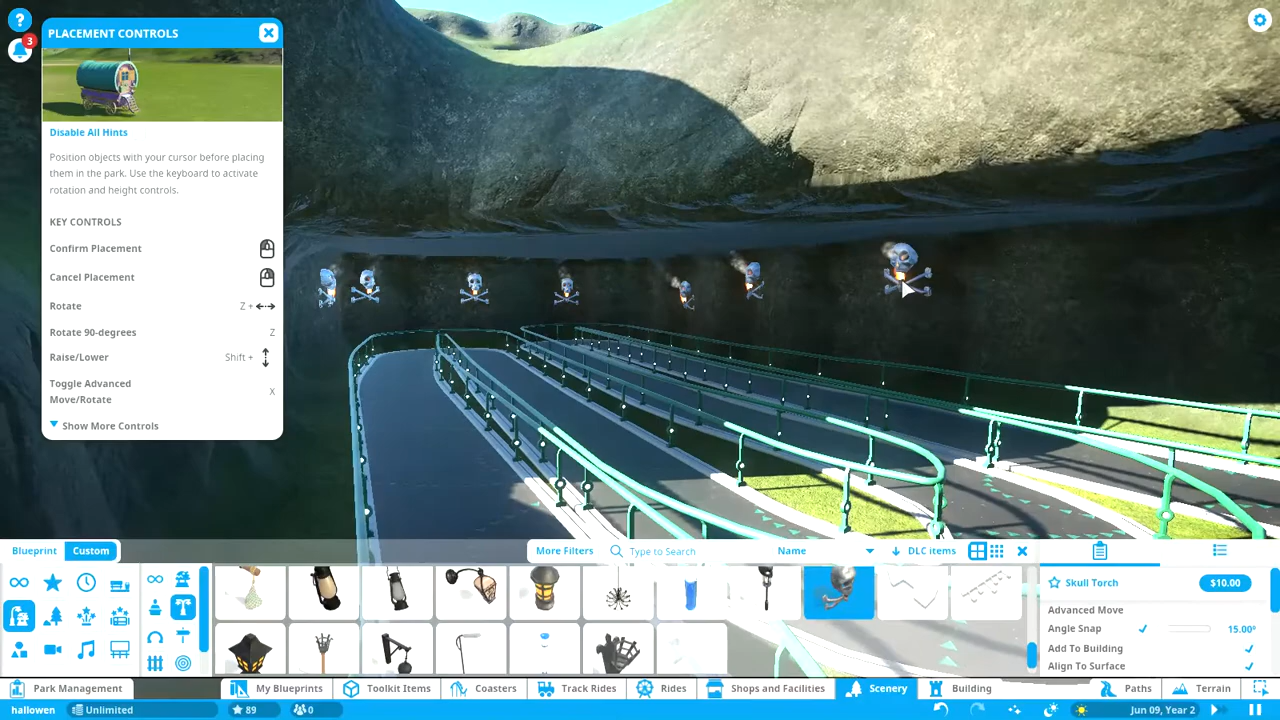 ?
3
PLACEMENT CONTROLS
Disable All Hints
Position objects with your cursor before placing
them in the park. Use the keyboard to activate
rotation and height controls.
KEY CONTROLS
Confirm Placement
Cancel Placement
Rotate Z +
Rotate 90-degrees Z
Raise/Lower Shift +
Toggle Advanced
Move/Rotate X
Show More Controls
Blueprint Custom More Filters Type to Search Name DLC items
Skull Torch $10.00
Advanced Move
Angle Snap 15.00°
Add To Building
Align To Surface
Park Management My Blueprints Toolkit Items Coasters Track Rides Rides Shops and Facilities Scenery Building Paths Terrain
hallowen Unlimited 89 0 Jun 09, Year 2